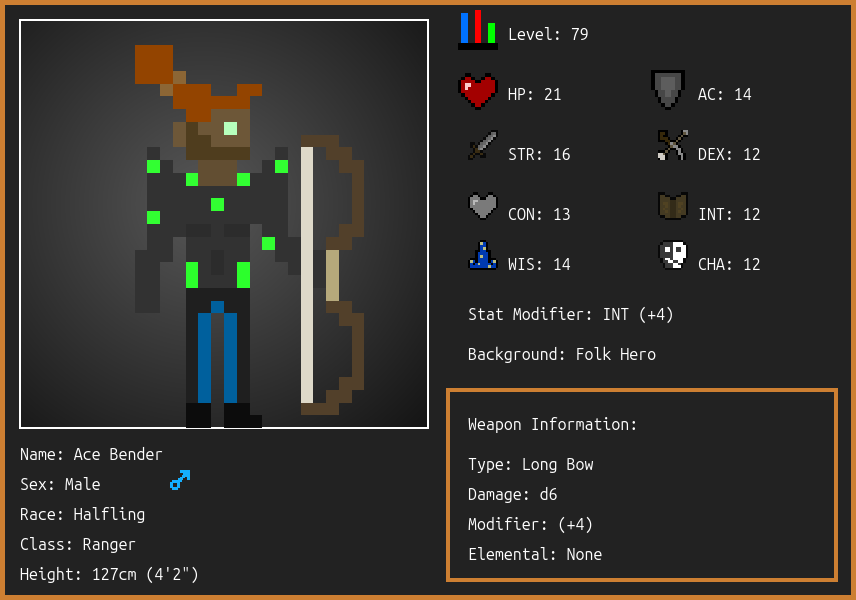 Level: 79
HP: 21
AC: 14
STR: 16
DEX: 12
CON: 13
INT: 12
WIS: 14
CHA: 12
Stat Modifier: INT (+4)
Background: Folk Hero
Weapon Information:
Type: Long Bow
Damage: d6
Modifier: (+4)
Elemental: None
Name: Ace Bender
Sex: Male
Race: Halfling
Class: Ranger
Height: 127cm (4'2")